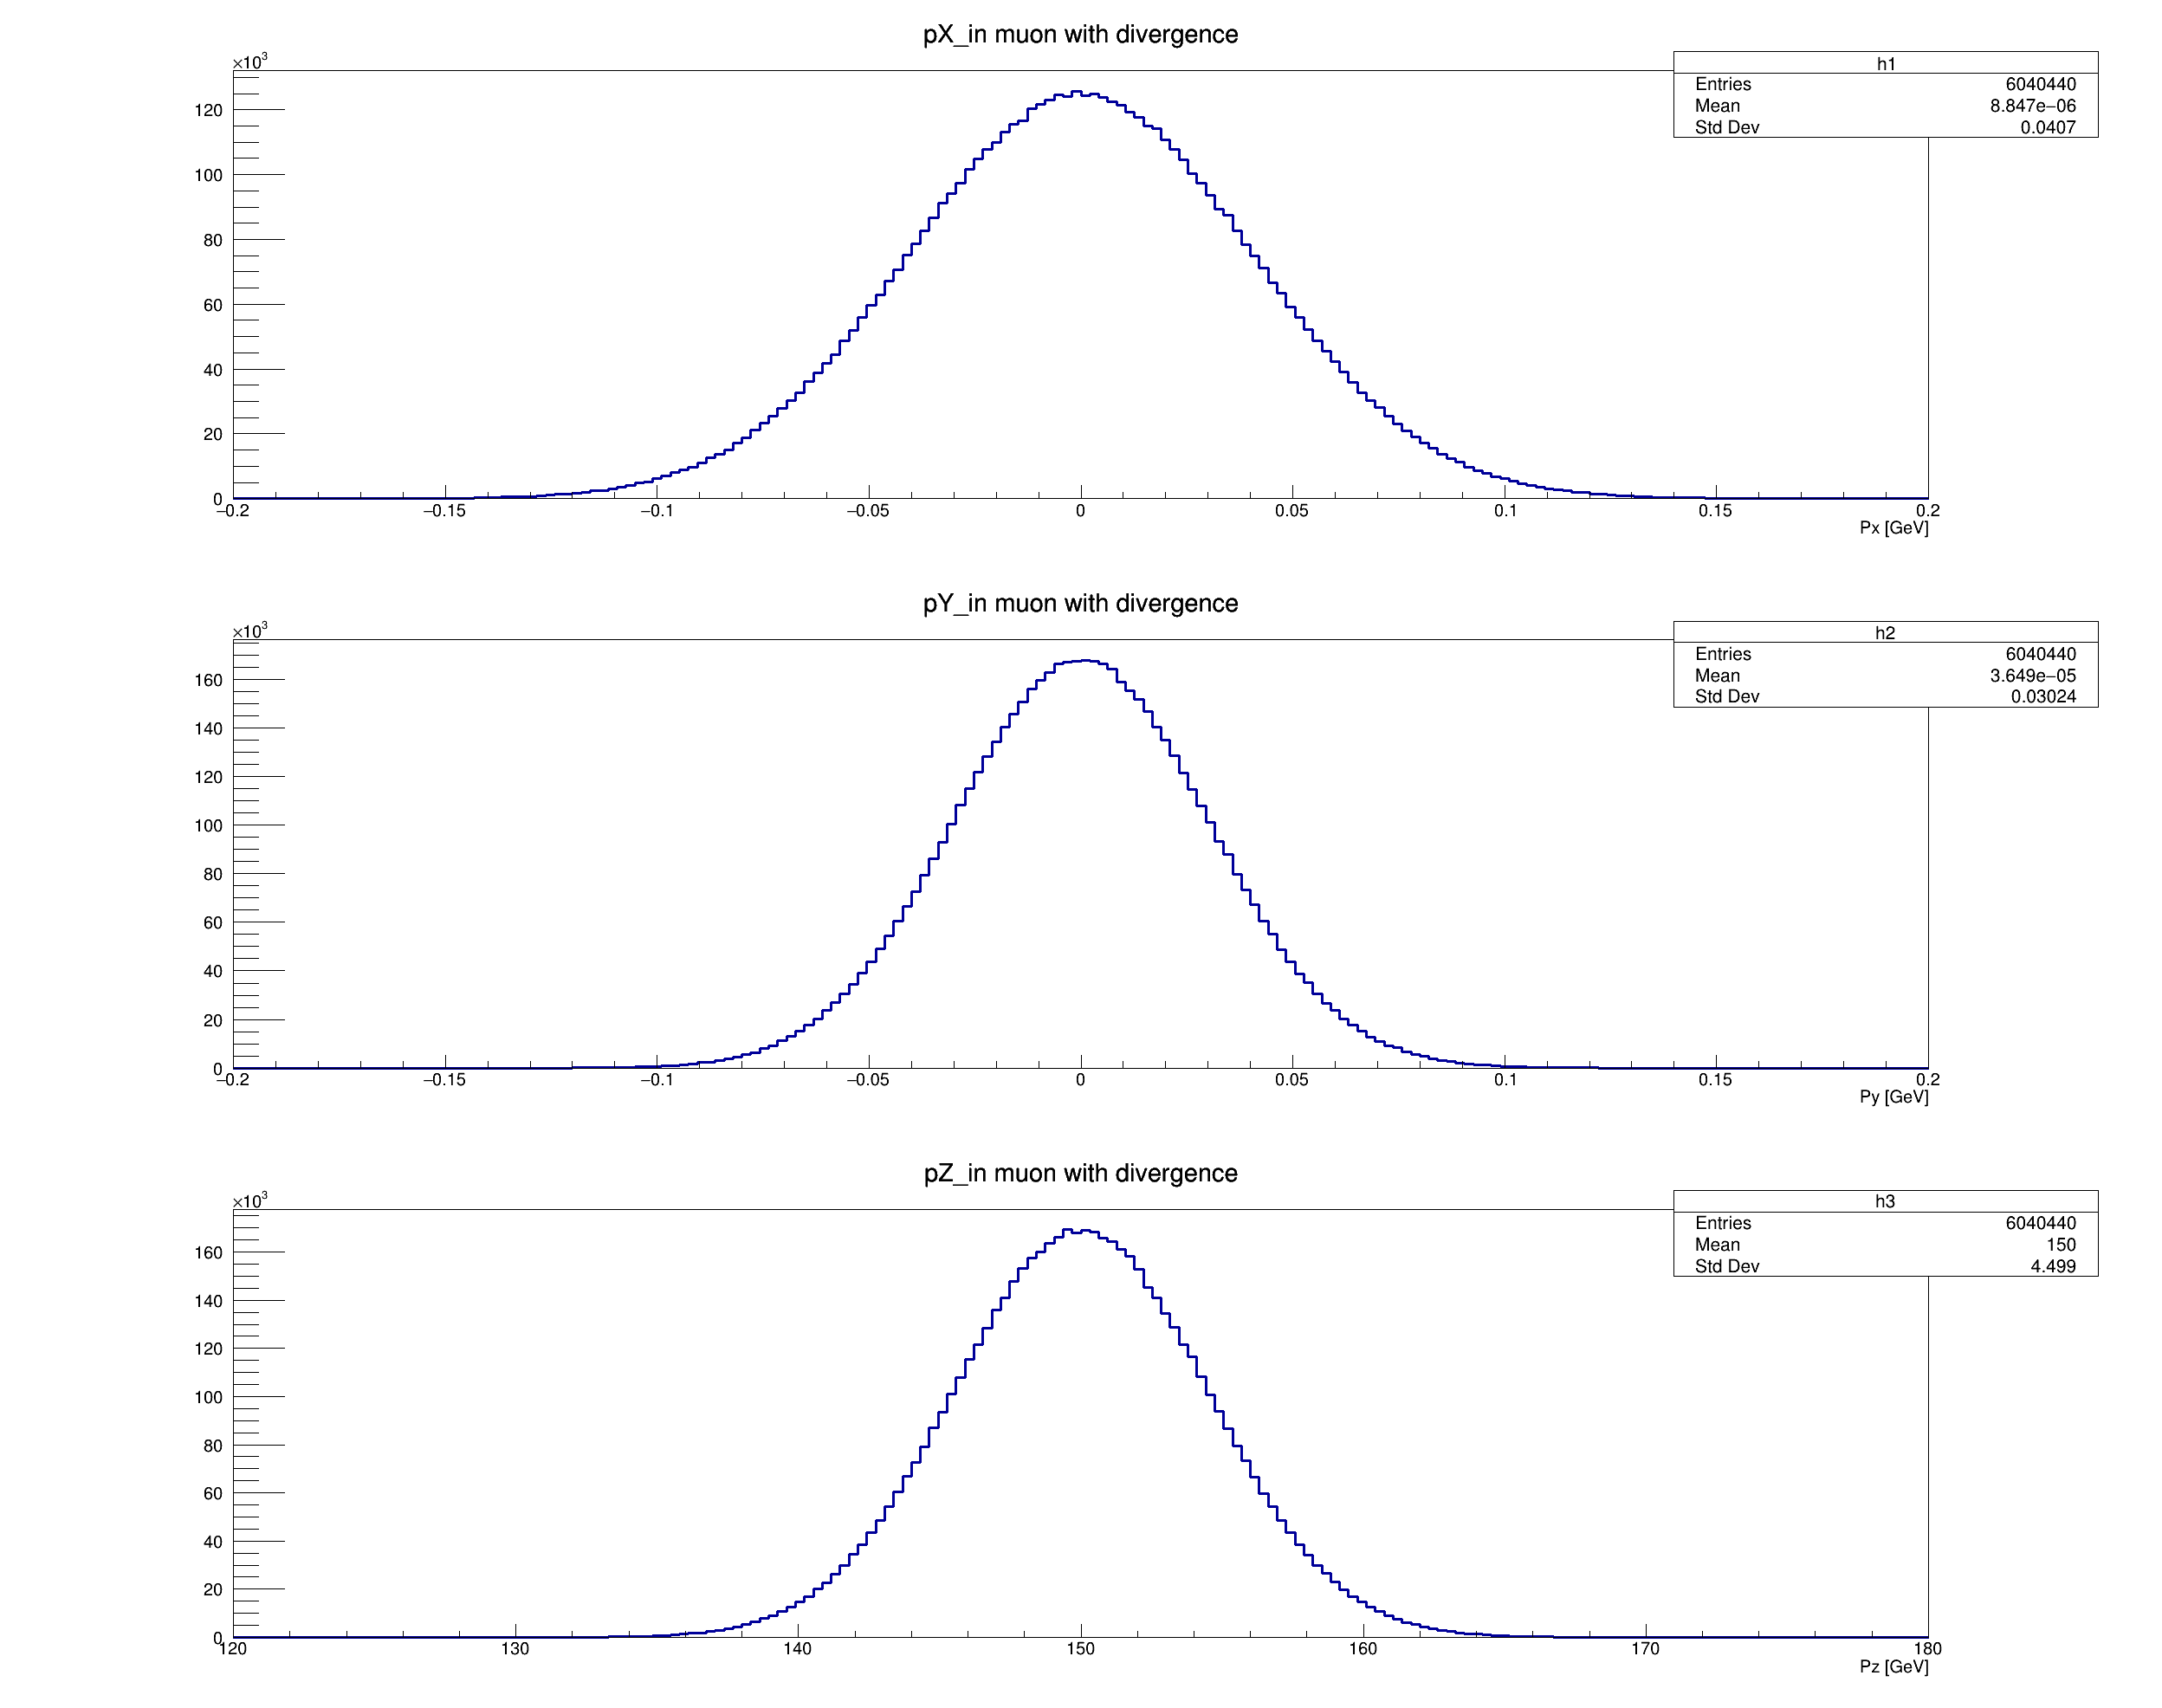 pX_in muon with divergence
×10³
h1
Entries 6040440
Mean 8.847e−06
Std Dev 0.0407
120
100
80
60
40
20
0
−0.2 −0.15 −0.1 −0.05 0 0.05 0.1 0.15 0.2
Px [GeV]
pY_in muon with divergence
×10³
h2
Entries 6040440
Mean 3.649e−05
Std Dev 0.03024
160
140
120
100
80
60
40
20
0
−0.2 −0.15 −0.1 −0.05 0 0.05 0.1 0.15 0.2
Py [GeV]
pZ_in muon with divergence
×10³
h3
Entries 6040440
Mean 150
Std Dev 4.499
160
140
120
100
80
60
40
20
0
120 130 140 150 160 170 180
Pz [GeV]